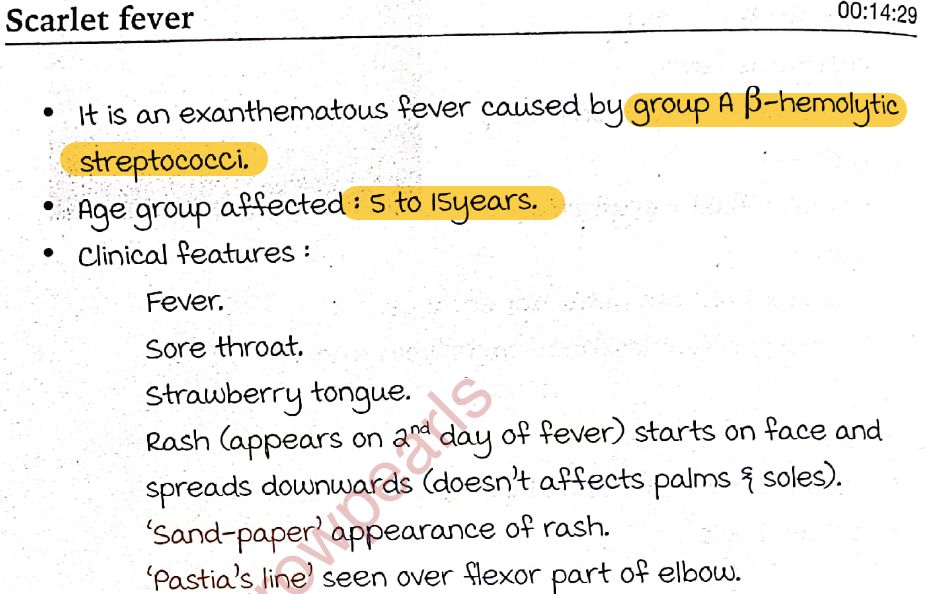 Scarlet fever 00:14:29
• It is an exanthematous fever caused by group A β-hemolytic
streptococci.
• Age group affected : 5 to 15years.
• Clinical features :
Fever.
Sore throat.
Strawberry tongue.
Rash (appears on 2nd day of fever) starts on face and
spreads downwards (doesn't affects palms & soles).
'Sand-paper' appearance of rash.
'Pastia's line' seen over flexor part of elbow.
rowpearls